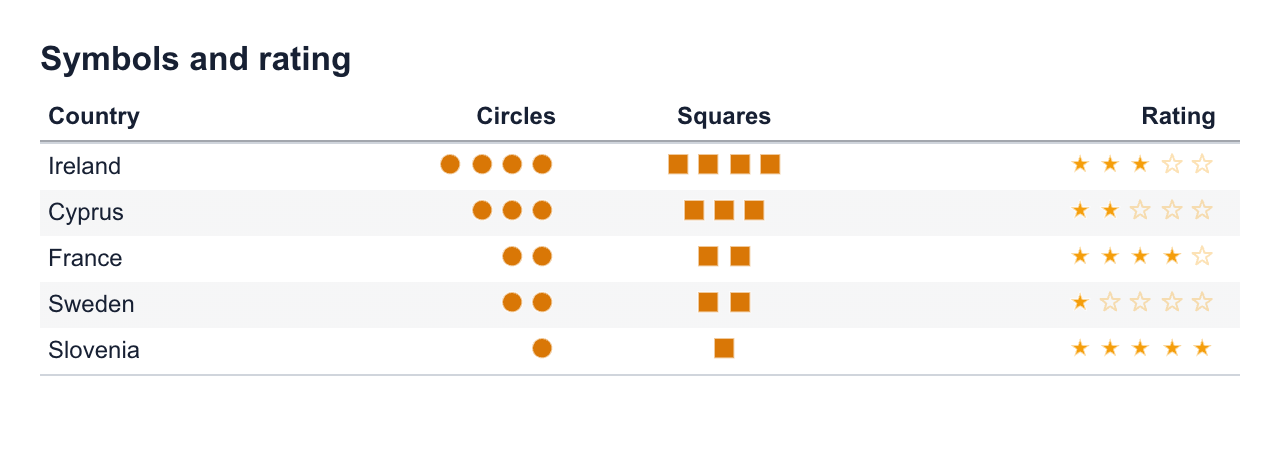 Symbols and rating
Country Circles Squares Rating
Ireland ● ● ● ● ■ ■ ■ ■ ★ ★ ★ ☆ ☆
Cyprus ● ● ● ■ ■ ■ ★ ★ ☆ ☆ ☆
France ● ● ■ ■ ★ ★ ★ ★ ☆
Sweden ● ● ■ ■ ★ ☆ ☆ ☆ ☆
Slovenia ● ■ ★ ★ ★ ★ ★